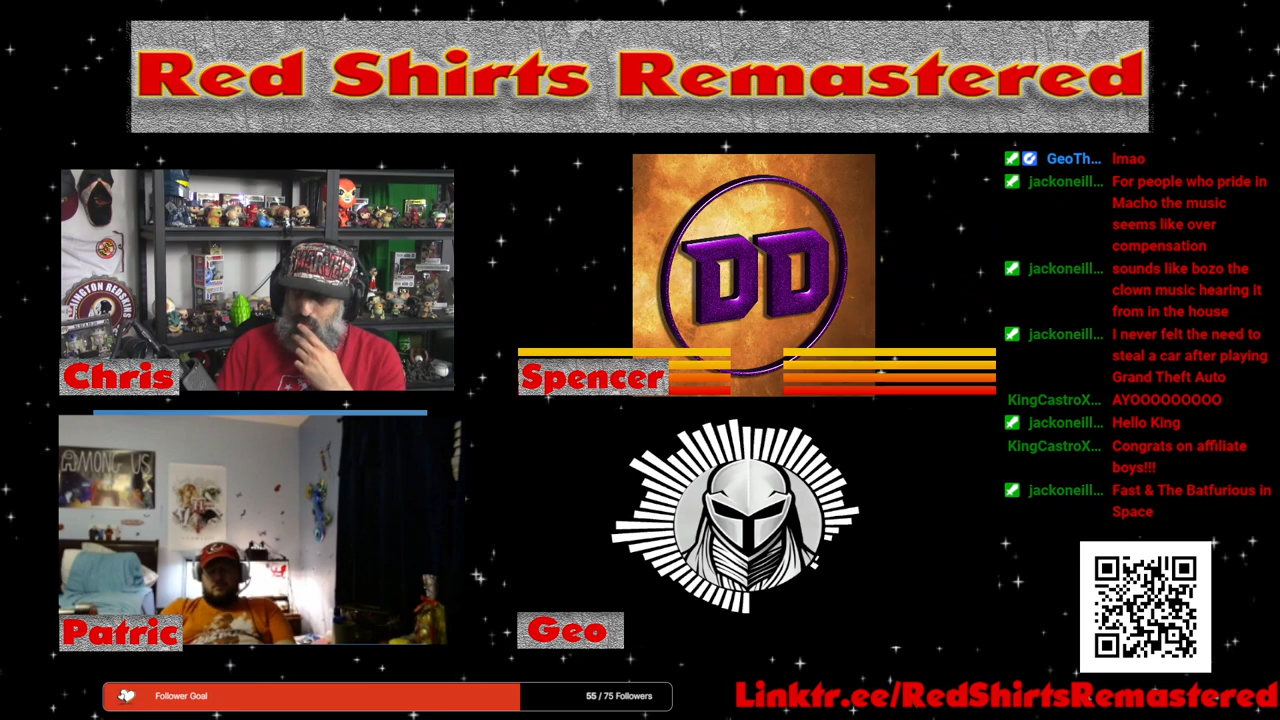 Red Shirts Remastered
GeoTh... lmao
jackoneill... For people who pride in
Macho the music
seems like over
compensation
jackoneill... sounds like bozo the
clown music hearing it
from in the house
jackoneill... I never felt the need to
steal a car after playing
Grand Theft Auto
KingCastroX... AYOOOOOOOOO
jackoneill... Hello King
KingCastroX... Congrats on affiliate
boys!!!
jackoneill... Fast & The Batfurious in
Space
Chris
DD
Spencer
AMONG US
Patric
Geo
Follower Goal 55 / 75 Followers
Linktr.ee/RedShirtsRemastered